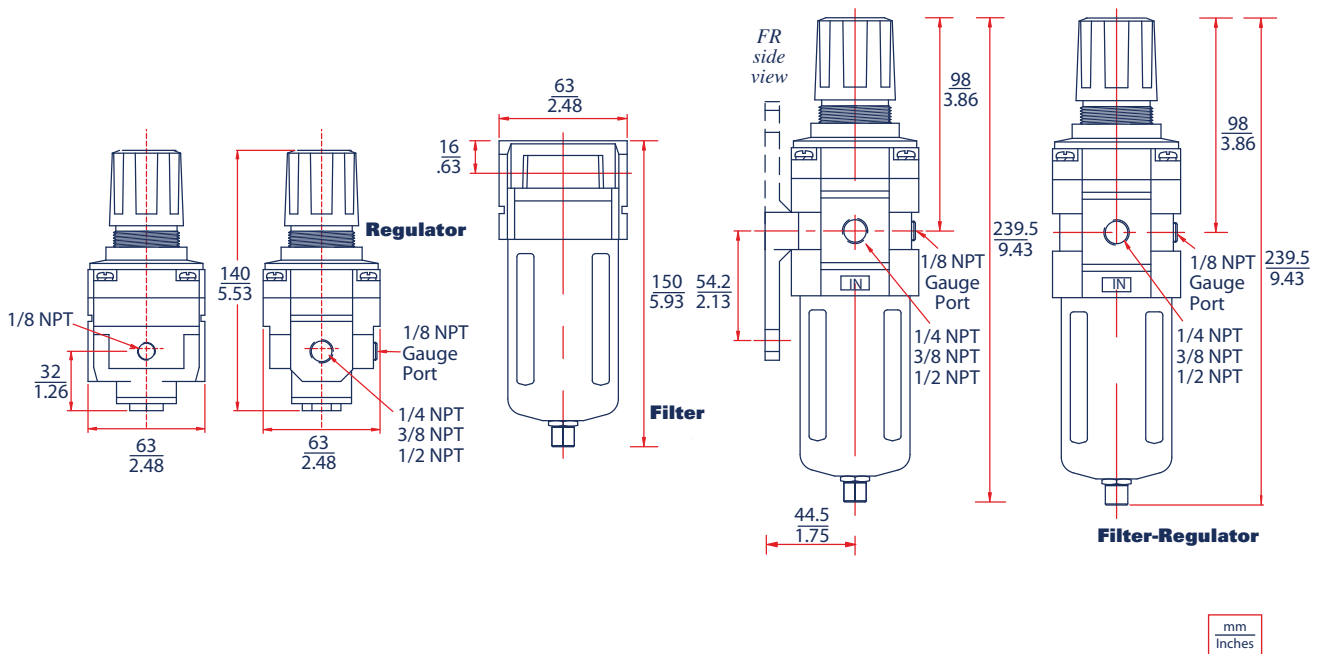 1/8 NPT
32
1.26
63
2.48
140
5.53
Regulator
1/8 NPT
Gauge
Port
1/4 NPT
3/8 NPT
1/2 NPT
63
2.48
63
2.48
16
.63
150
5.93
Filter
FR
side
view
54.2
2.13
44.5
1.75
IN
98
3.86
1/8 NPT
Gauge
Port
1/4 NPT
3/8 NPT
1/2 NPT
239.5
9.43
IN
98
3.86
1/8 NPT
Gauge
Port
1/4 NPT
3/8 NPT
1/2 NPT
239.5
9.43
Filter-Regulator
mm
Inches